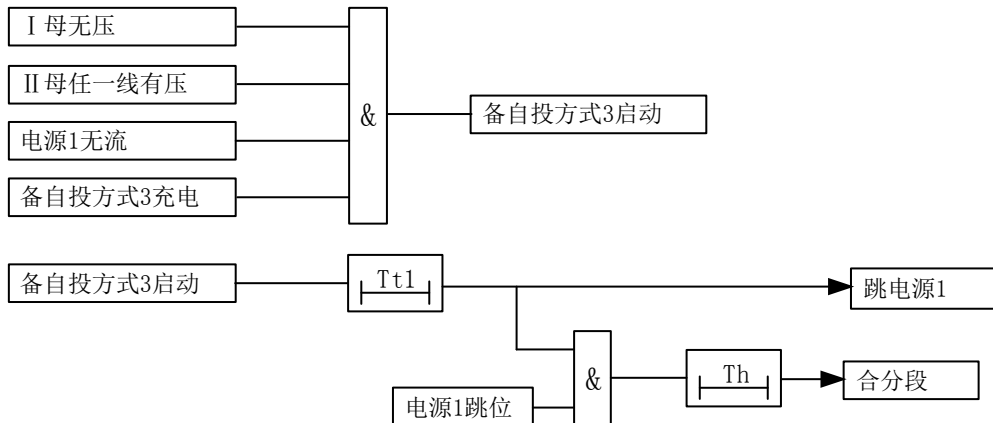 Ⅰ母无压
Ⅱ母任一线有压
电源1无流
备自投方式3充电
&
备自投方式3启动
备自投方式3启动
Tt1
跳电源1
电源1跳位
&
Th
合分段